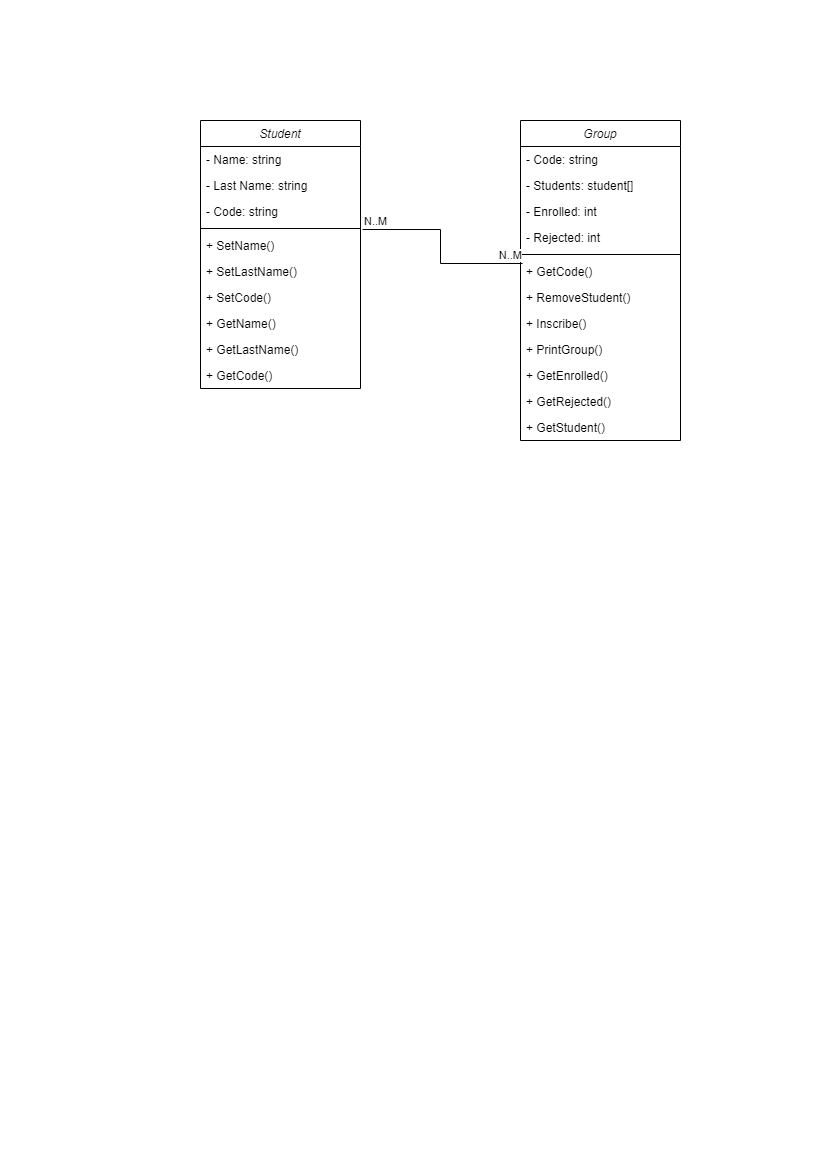 Student
- Name: string
- Last Name: string
- Code: string
+ SetName()
+ SetLastName()
+ SetCode()
+ GetName()
+ GetLastName()
+ GetCode()
N..M
N..M
Group
- Code: string
- Students: student[]
- Enrolled: int
- Rejected: int
+ GetCode()
+ RemoveStudent()
+ Inscribe()
+ PrintGroup()
+ GetEnrolled()
+ GetRejected()
+ GetStudent()